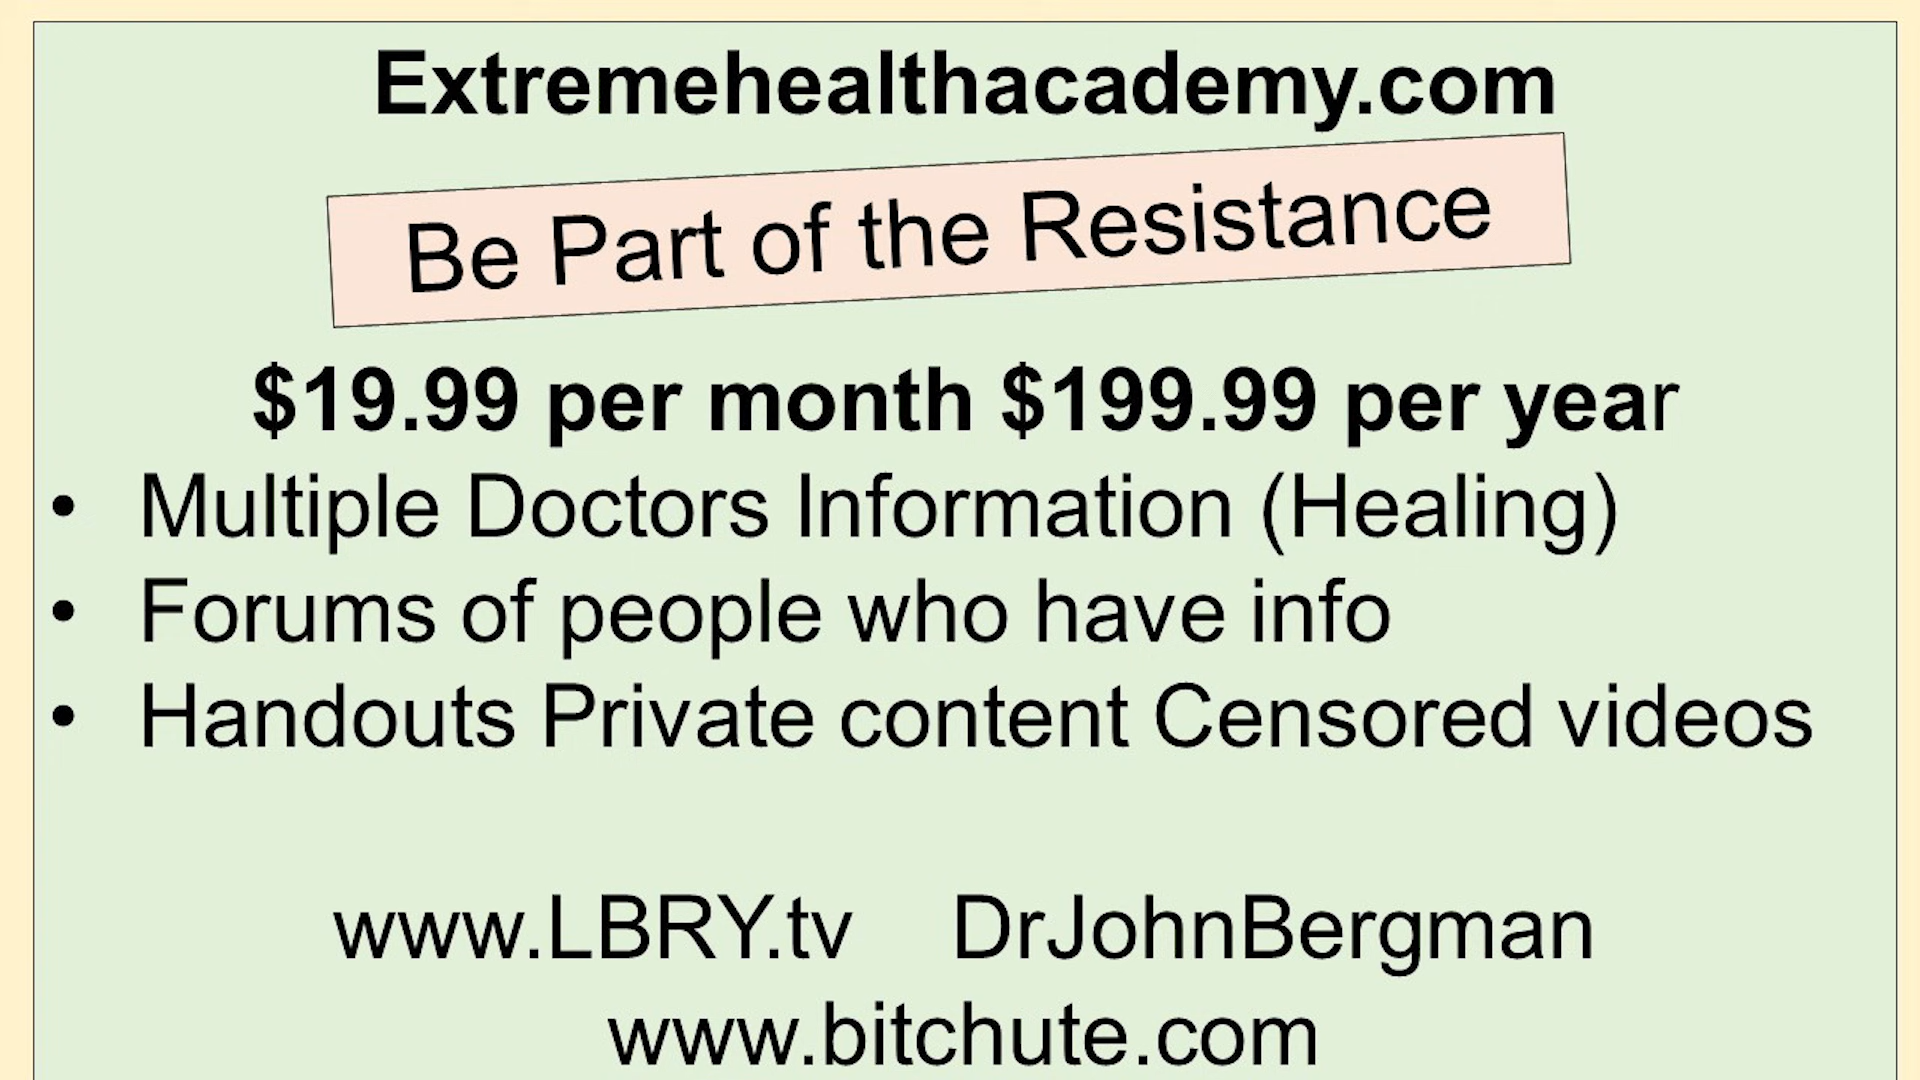 Extremehealthacademy.com
Be Part of the Resistance
$19.99 per month $199.99 per year
• Multiple Doctors Information (Healing)
• Forums of people who have info
• Handouts Private content Censored videos
www.LBRY.tv DrJohnBergman
www.bitchute.com